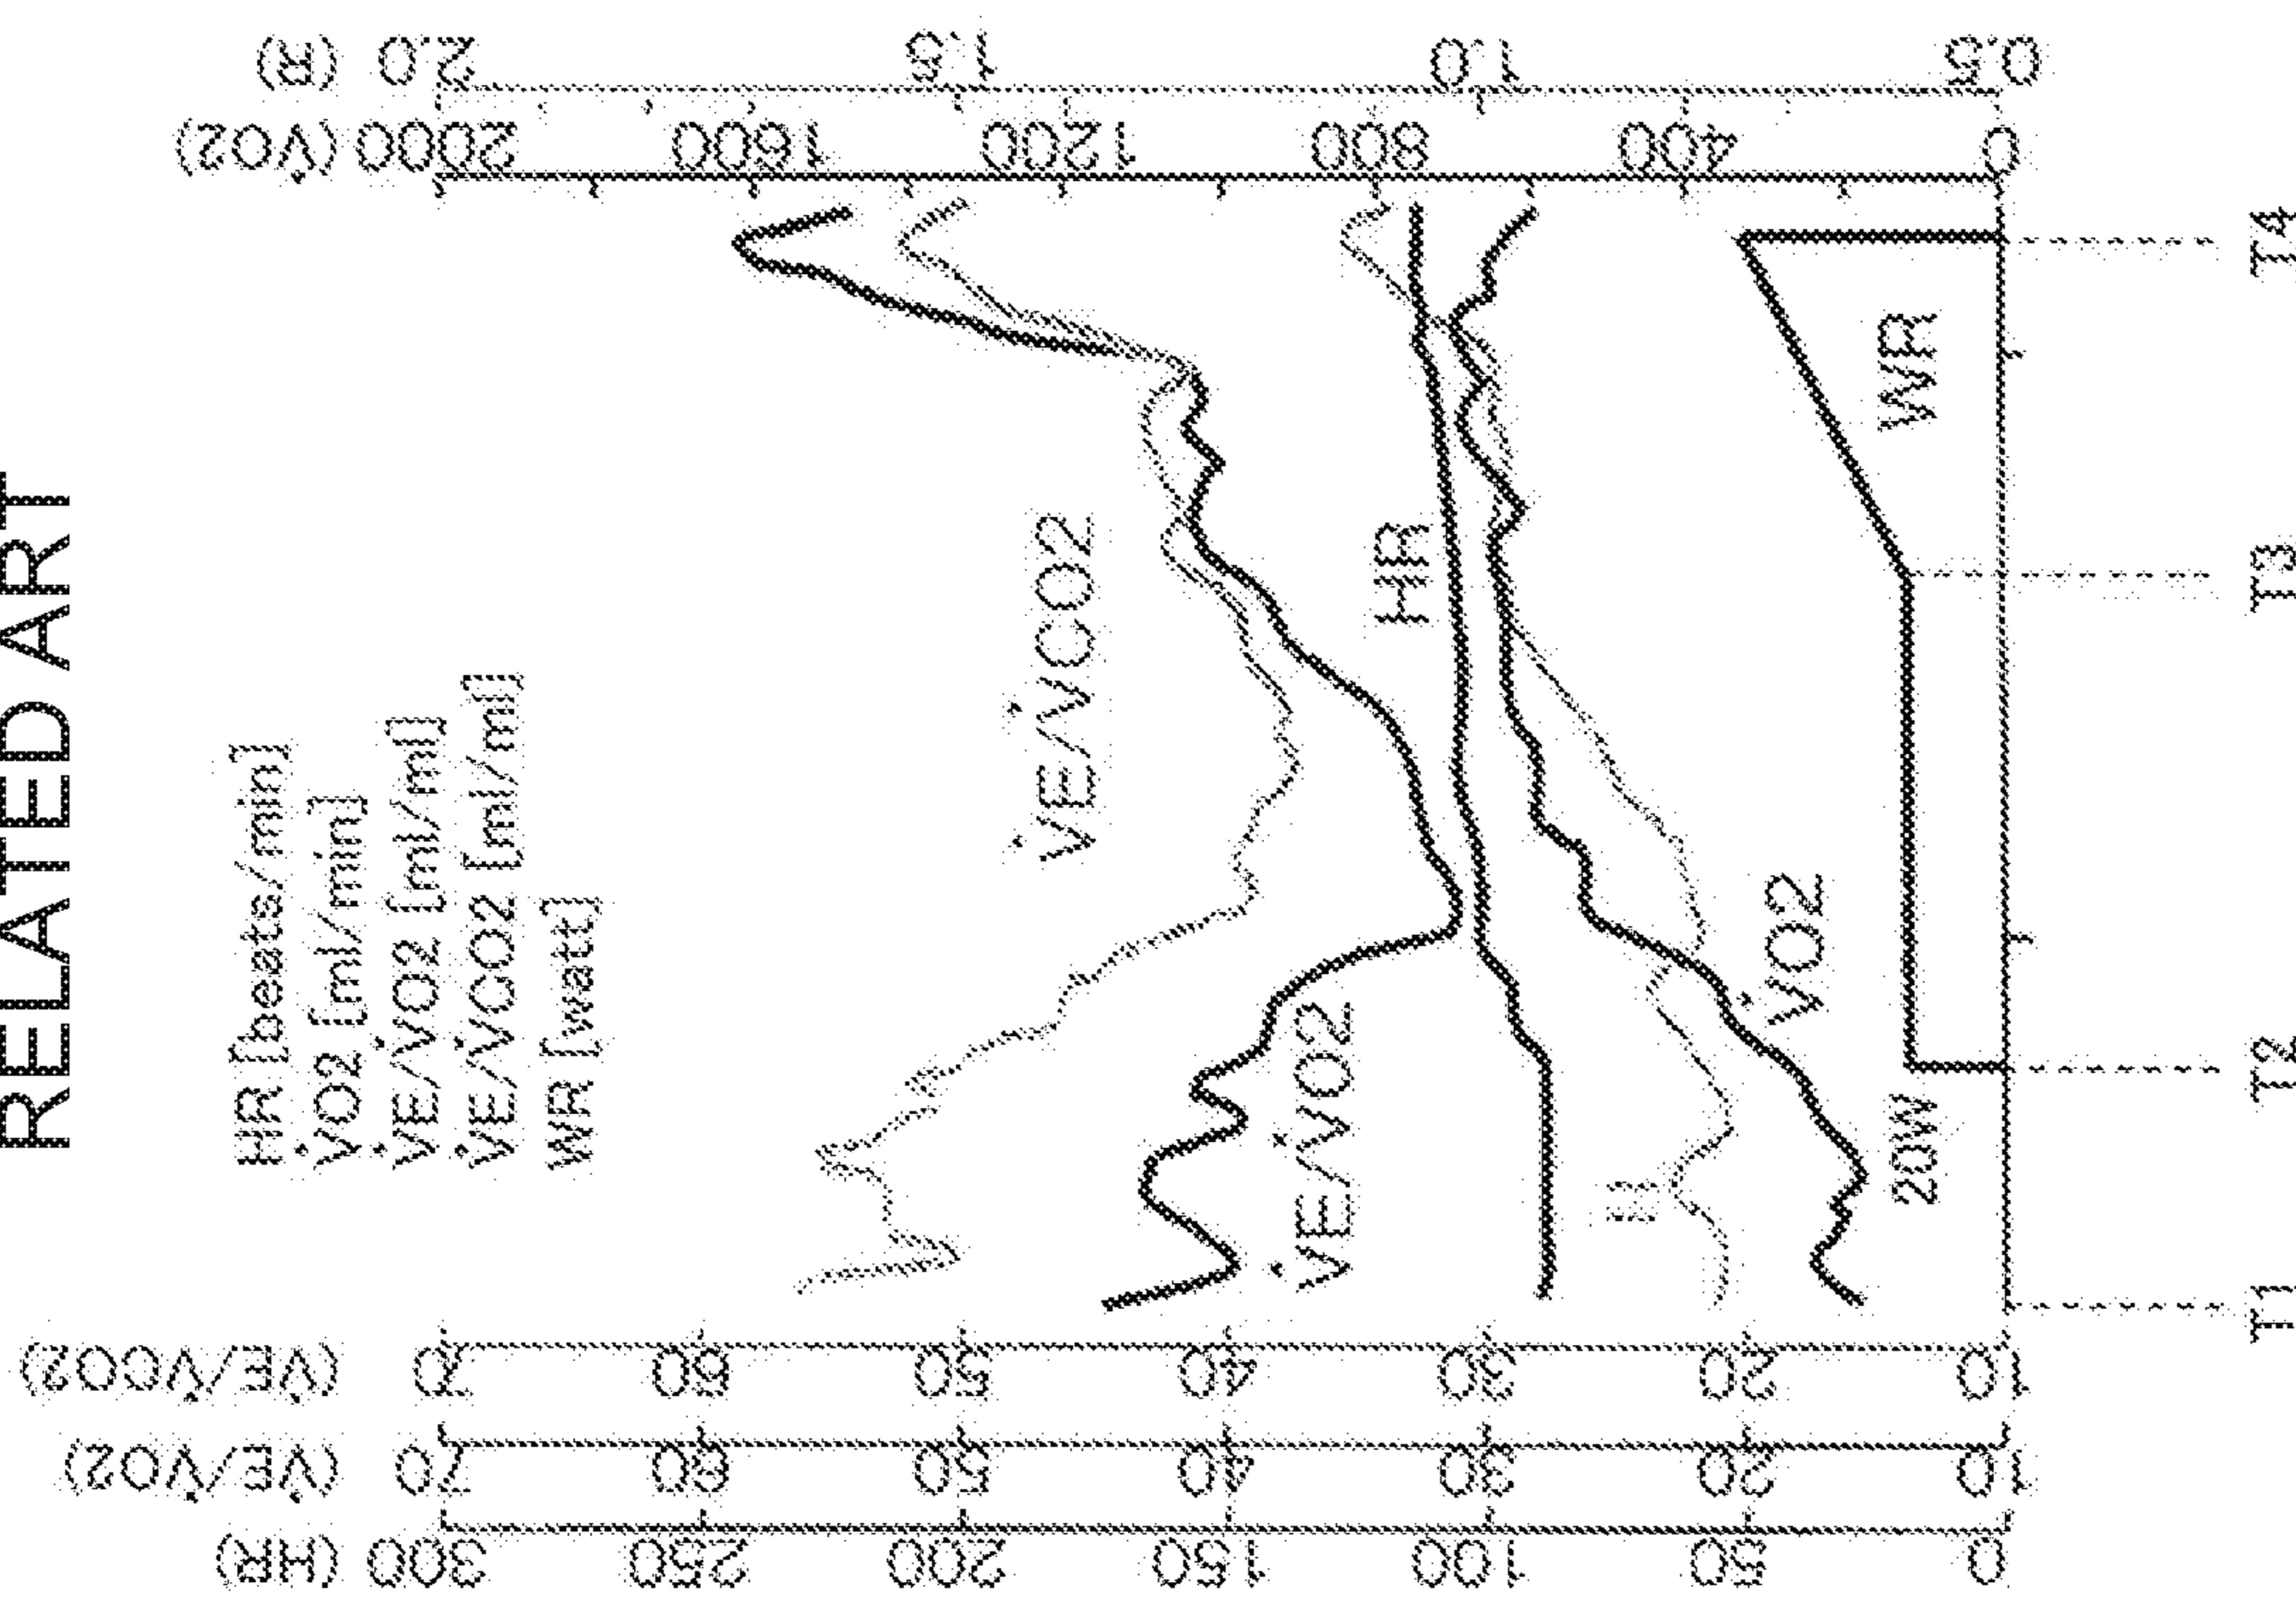 RELATED ART
HR [beats/min]
V̇O2 [ml/min]
V̇E/V̇O2 [ml/ml]
V̇E/V̇CO2 [ml/ml]
WR [watt]
(HR)
300
250
200
150
100
50
0
(V̇E/V̇O2)
70
60
50
40
30
20
10
(V̇E/V̇CO2)
70
60
50
40
30
20
10
V̇E/V̇CO2
V̇E/V̇O2
HR
V̇O2
20W
WR
(V̇O2)
2000
1600
1200
800
400
0
(R)
2.0
1.5
1.0
0.5
T1
T2
T3
T4